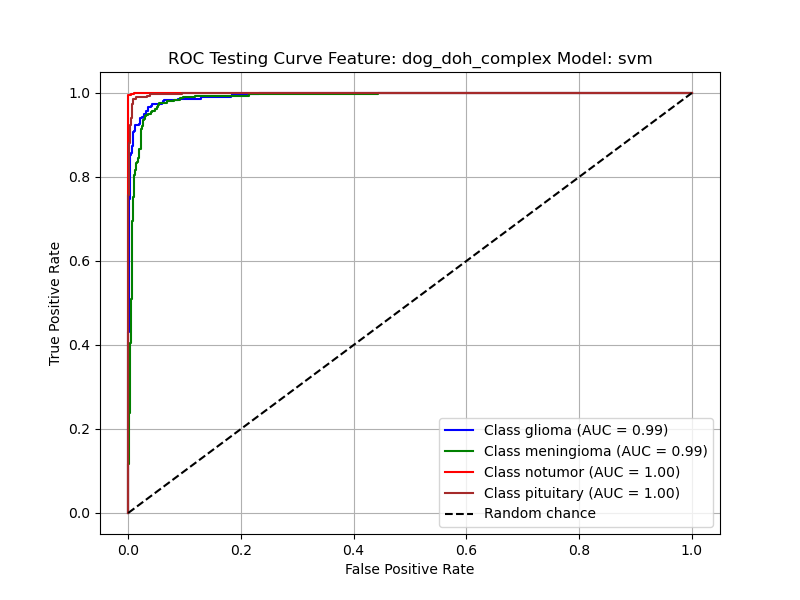 ROC Testing Curve Feature: dog_doh_complex Model: svm
True Positive Rate
1.0
0.8
0.6
0.4
0.2
0.0
Class glioma (AUC = 0.99)
Class meningioma (AUC = 0.99)
Class notumor (AUC = 1.00)
Class pituitary (AUC = 1.00)
Random chance
0.0 0.2 0.4 0.6 0.8 1.0
False Positive Rate